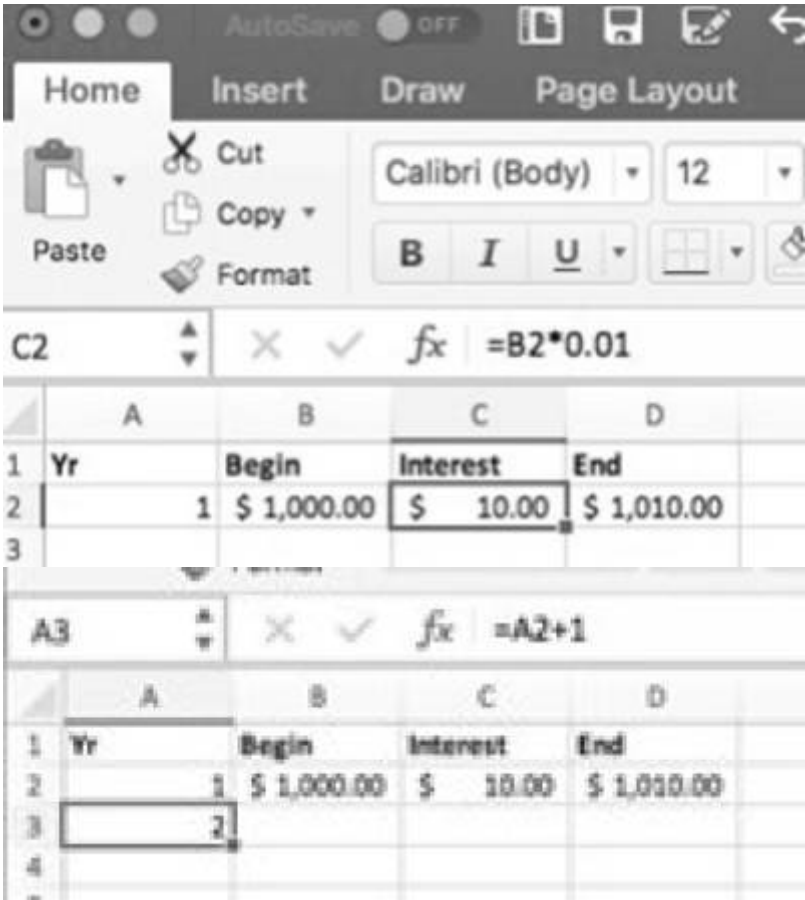 AutoSave OFF
Home Insert Draw Page Layout
Cut
Calibri (Body) 12
Copy
Paste
B I U
Format
C2 fx =B2*0.01
A B C D
1 Yr Begin Interest End
2 1 $ 1,000.00 $ 10.00 $ 1,010.00
3
A3 fx =A2+1
A B C D
1 Yr Begin Interest End
2 1 $ 1,000.00 $ 10.00 $ 1,010.00
3 2
4